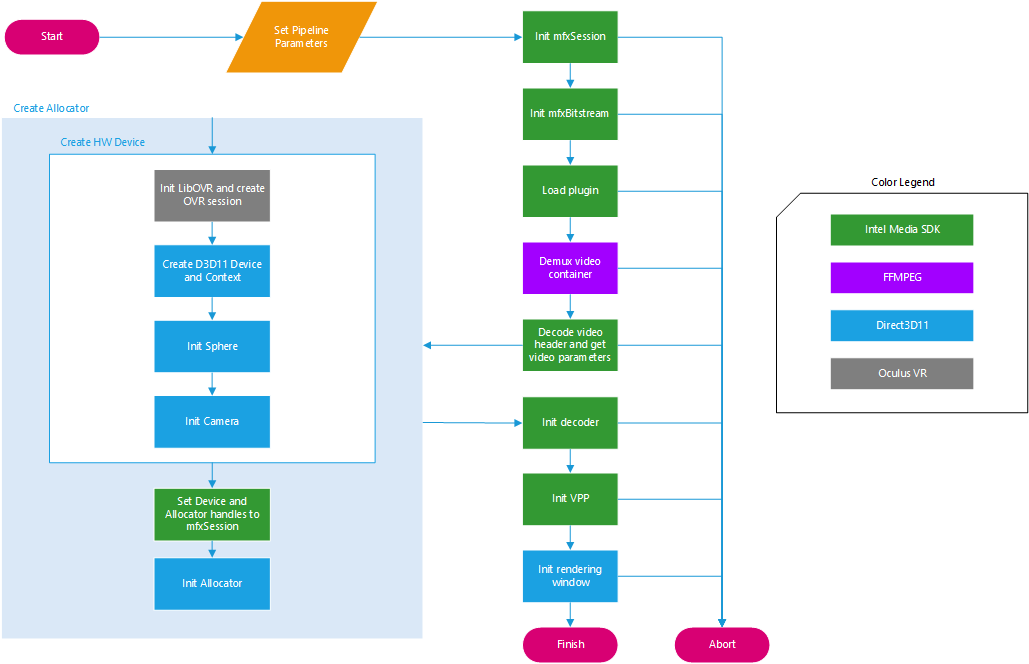 Start
Set Pipeline
Parameters
Init mfxSession
Init mfxBitstream
Load plugin
Demux video
container
Decode video
header and get
video parameters
Create Allocator
Create HW Device
Init LibOVR and create
OVR session
Create D3D11 Device
and Context
Init Sphere
Init Camera
Set Device and
Allocator handles to
mfxSession
Init Allocator
Init decoder
Init VPP
Init rendering
window
Finish
Abort
Color Legend
Intel Media SDK
FFMPEG
Direct3D11
Oculus VR